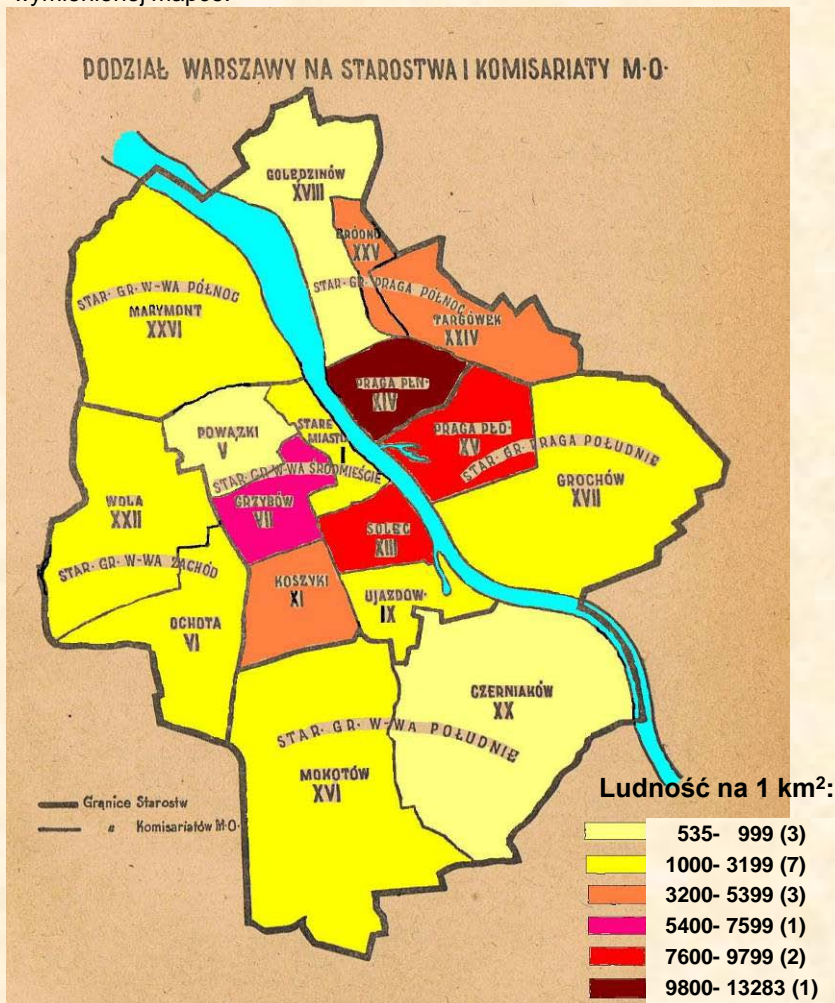 wymienionej mapce.
PODZIAŁ WARSZAWY NA STAROSTWA I KOMISARIATY M·O·
GOLĘDZINÓW
XVIII
BRÓDNO
XXV
STAR· GR· W-WA PÓŁNOC
MARYMONT
XXVI
STAR· GR· PRAGA PÓŁNOC
TARGÓWEK
XXIV
PRAGA PŁN·
XIV
POWĄZKI
V
STARE
MIASTO
I
PRAGA PŁD·
XV
STAR· GR· PRAGA POŁUDNIE
GROCHÓW
XVII
STAR· GR· W-WA ŚRÓDMIEŚCIE
GRZYBÓW
VII
WOLA
XXII
SOLEC
XIII
STAR· GR· W-WA ZACHÓD
KOSZYKI
XI
UJAZDÓW·
IX
OCHOTA
VI
CZERNIAKÓW
XX
STAR· GR· W-WA POŁUDNIE
MOKOTÓW
XVI
Granice Starostw
" Komisariatów M·O·
Ludność na 1 km²:
535- 999 (3)
1000- 3199 (7)
3200- 5399 (3)
5400- 7599 (1)
7600- 9799 (2)
9800- 13283 (1)